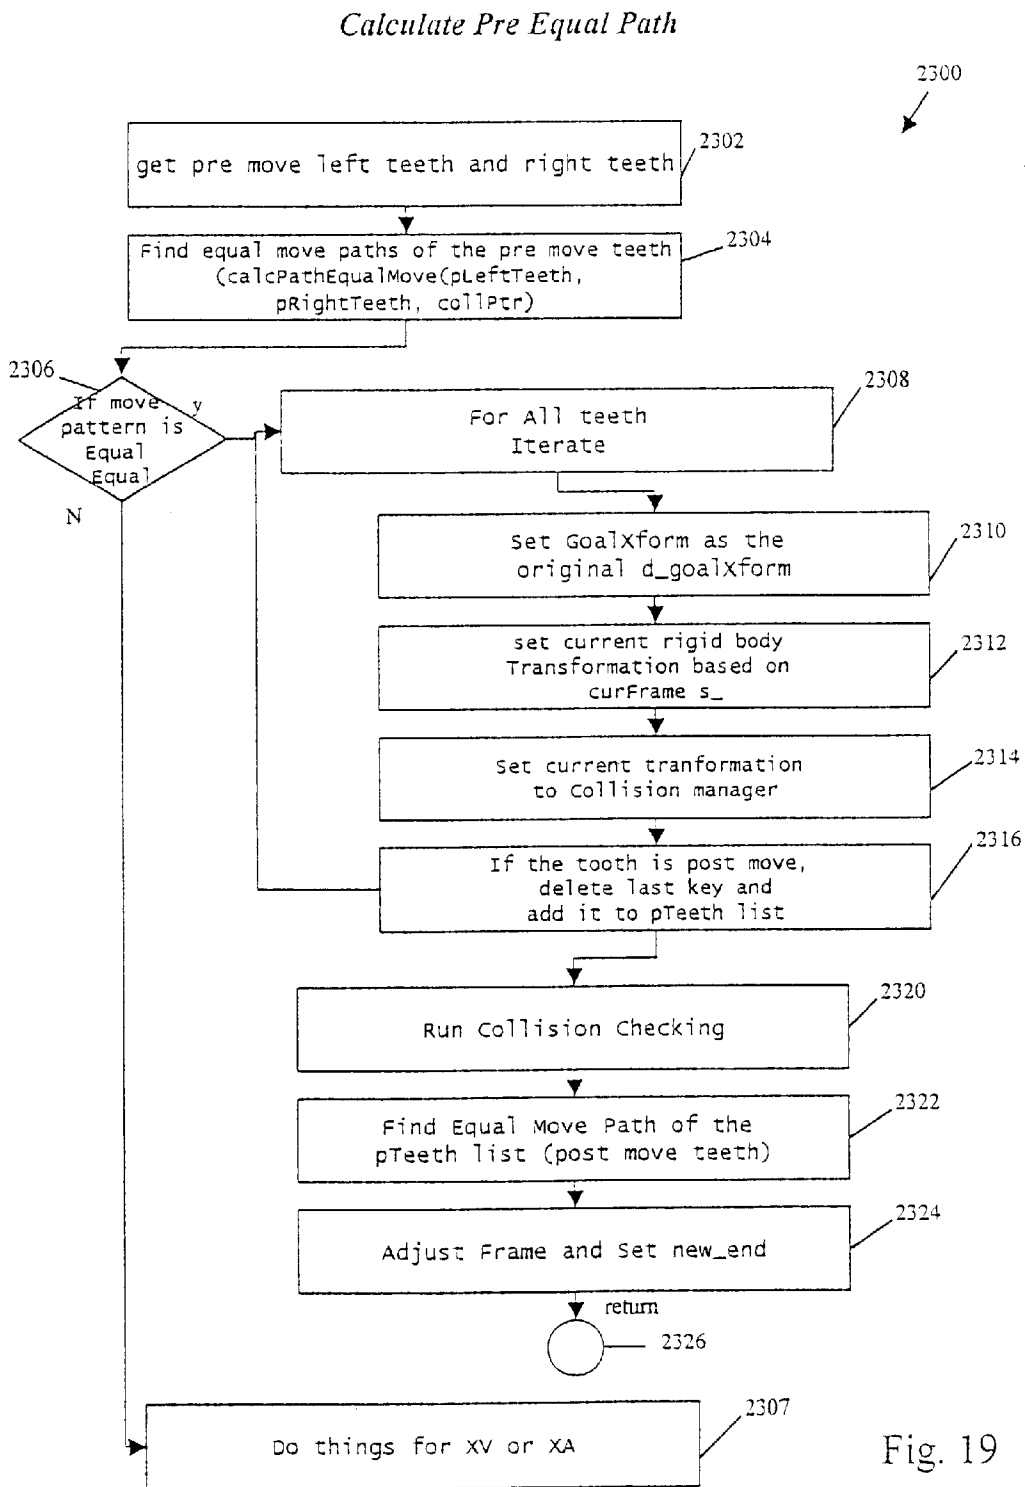 Calculate Pre Equal Path
2300
get pre move left teeth and right teeth
2302
Find equal move paths of the pre move teeth
(calcPathEqualMove(pLeftTeeth,
pRightTeeth, collPtr)
2304
2306
If move
pattern is
Equal
Equal
y
N
For All teeth
Iterate
2308
Set GoalXform as the
original d_goalXform
2310
set current rigid body
Transformation based on
curFrame s_
2312
Set current tranformation
to Collision manager
2314
If the tooth is post move,
delete last key and
add it to pTeeth list
2316
Run Collision Checking
2320
Find Equal Move Path of the
pTeeth list (post move teeth)
2322
Adjust Frame and Set new_end
2324
return
2326
Do things for XV or XA
2307
Fig. 19